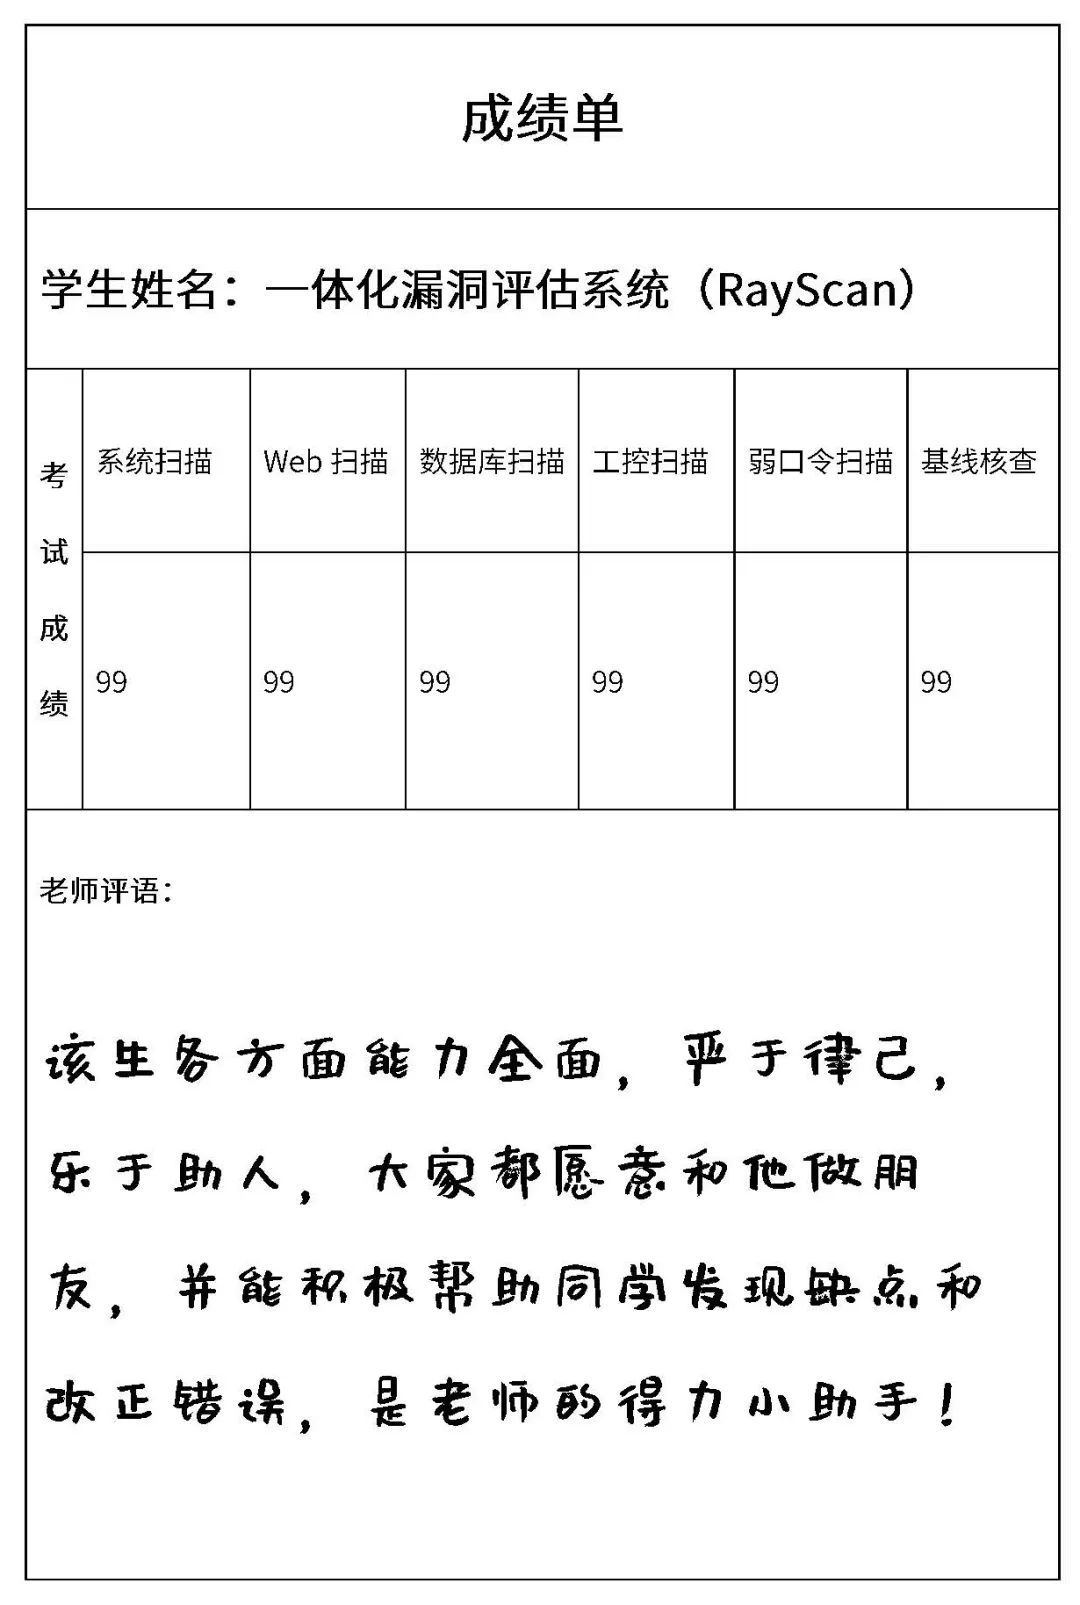 成绩单
学生姓名：一体化漏洞评估系统（RayScan）
考试成绩
系统扫描 Web 扫描 数据库扫描 工控扫描 弱口令扫描 基线核查
99 99 99 99 99 99
老师评语：
该生各方面能力全面，严于律己，
乐于助人，大家都愿意和他做朋
友，并能积极帮助同学发现缺点和
改正错误，是老师的得力小助手！